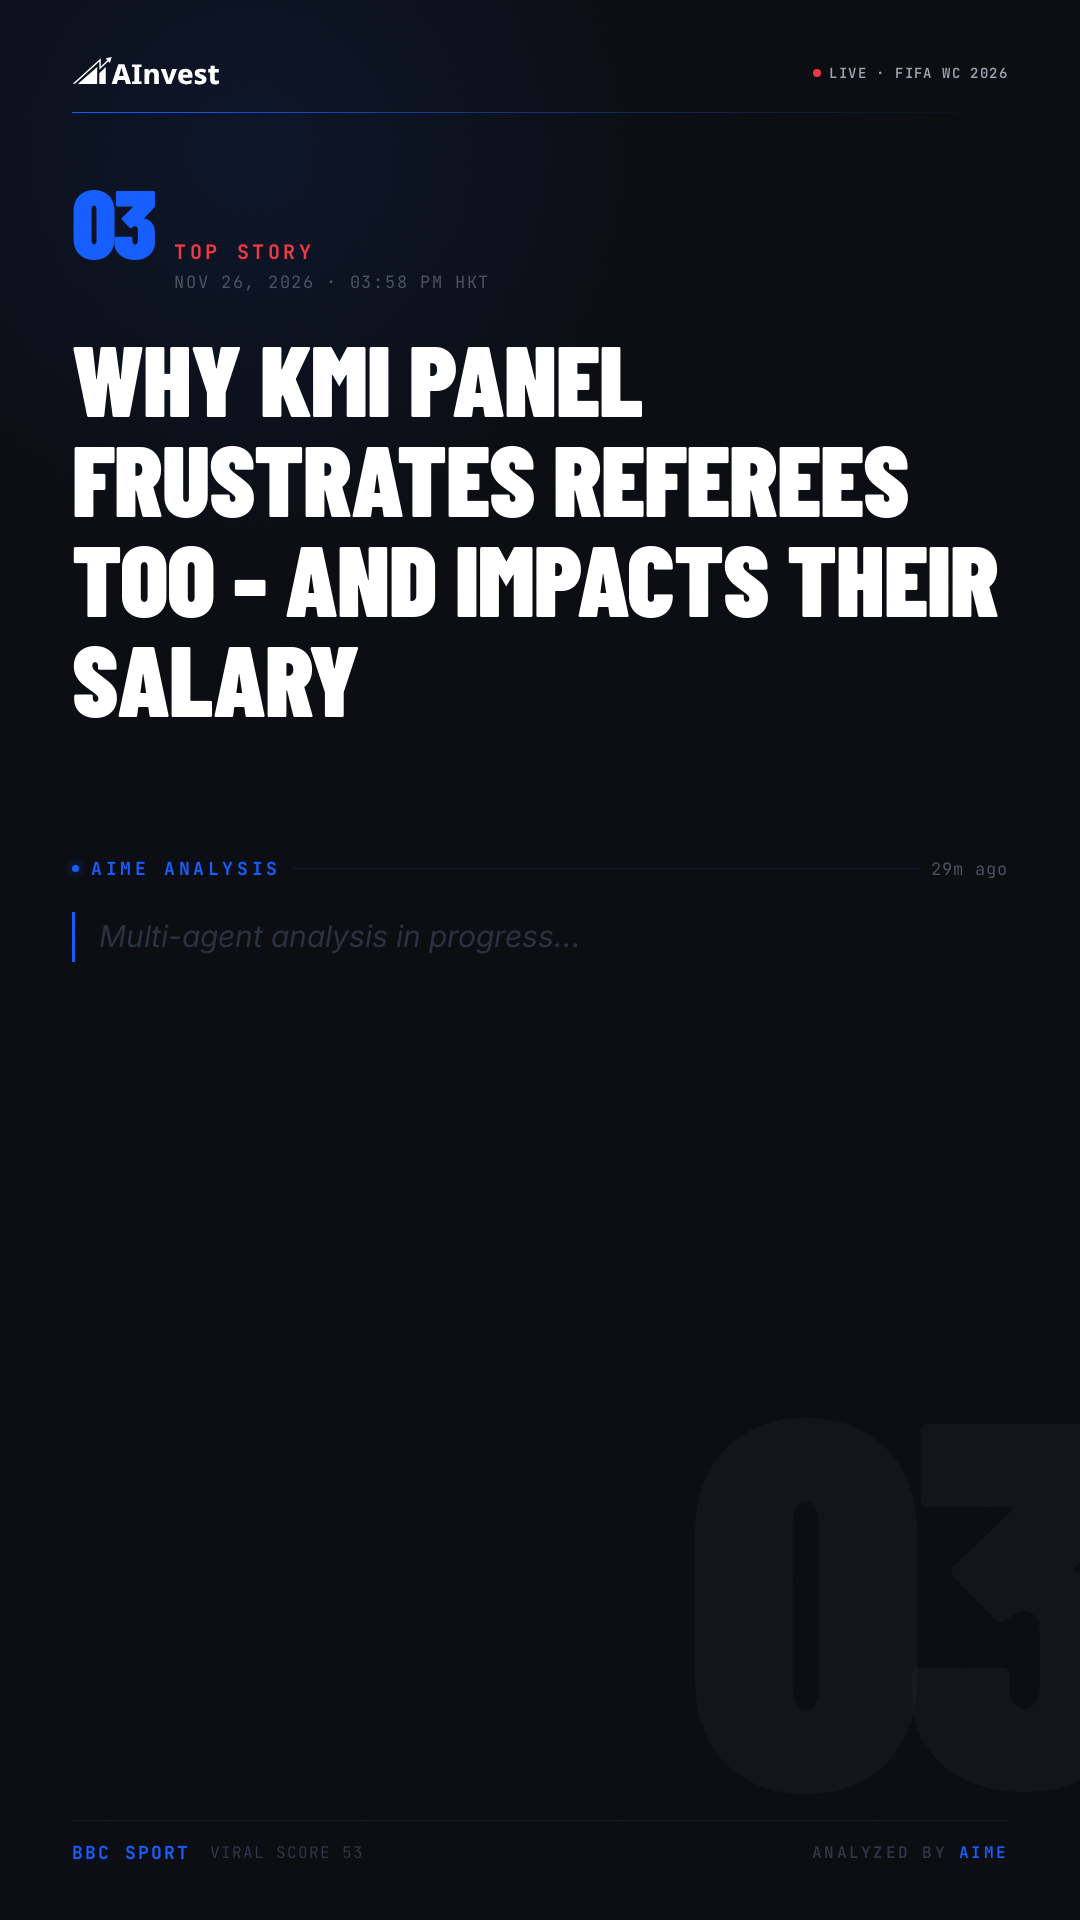 AInvest
LIVE · FIFA WC 2026
03
TOP STORY
NOV 26, 2026 · 03:58 PM HKT
WHY KMI PANEL
FRUSTRATES REFEREES
TOO – AND IMPACTS THEIR
SALARY
AIME ANALYSIS
29m ago
Multi-agent analysis in progress...
03
BBC SPORT VIRAL SCORE 53
ANALYZED BY AIME